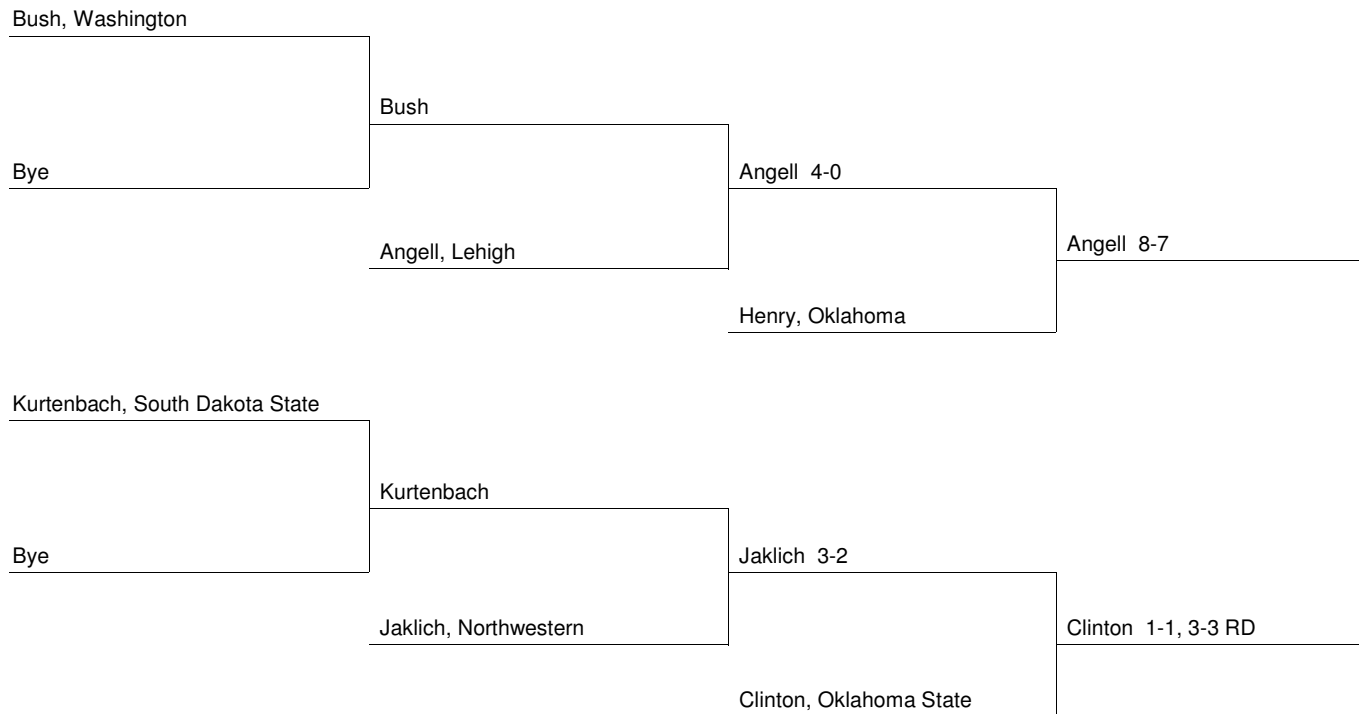 Bush, Washington
Bush
Bye
Angell 4-0
Angell 8-7
Angell, Lehigh
Henry, Oklahoma
Kurtenbach, South Dakota State
Kurtenbach
Bye
Jaklich 3-2
Jaklich, Northwestern
Clinton 1-1, 3-3 RD
Clinton, Oklahoma State